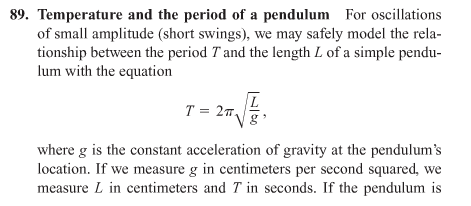 89. Temperature and the period of a pendulum For oscillations
of small amplitude (short swings), we may safely model the rela-
tionship between the period T and the length L of a simple pendu-
lum with the equation
T = 2π√(L/g),
where g is the constant acceleration of gravity at the pendulum's
location. If we measure g in centimeters per second squared, we
measure L in centimeters and T in seconds. If the pendulum is